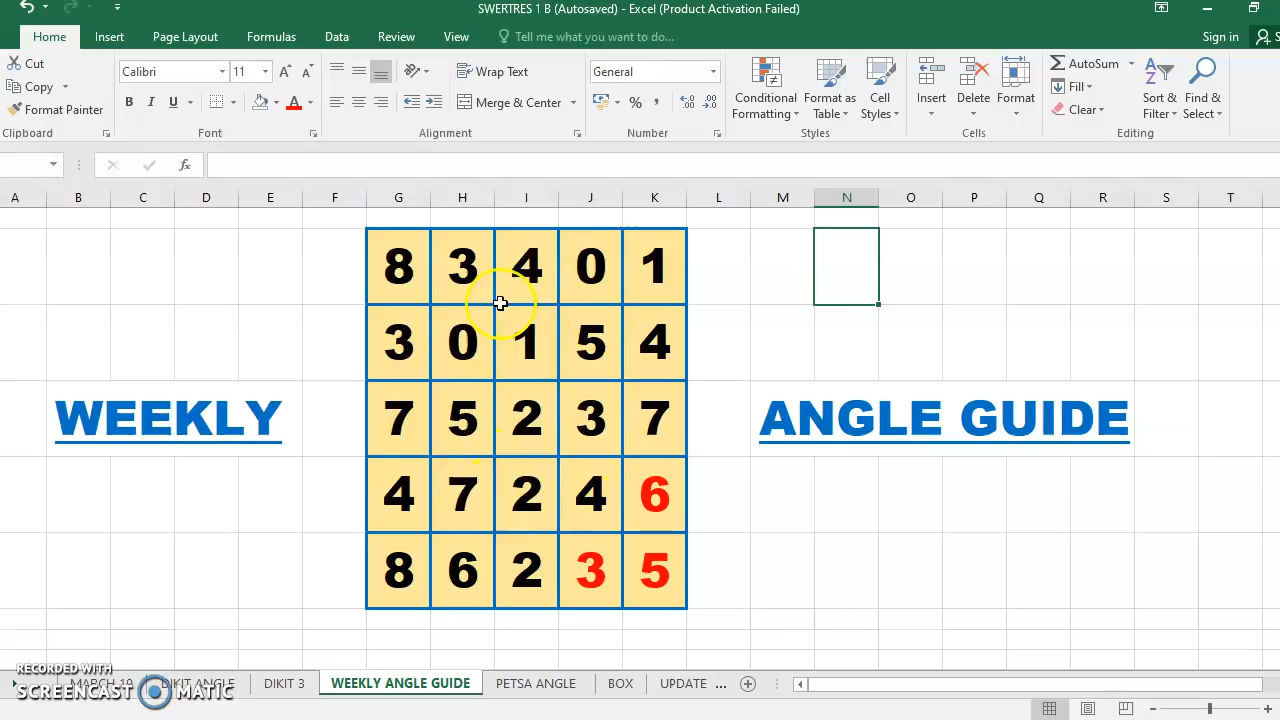 SWERTRES 1 B (Autosaved) - Excel (Product Activation Failed)
Home Insert Page Layout Formulas Data Review View Tell me what you want to do... Sign in
Cut
Copy
Format Painter
Clipboard
Calibri 11
B I U
Font
Wrap Text
Merge & Center
Alignment
General
% ,
Number
Conditional Formatting
Format as Table
Cell Styles
Styles
Insert Delete Format
Cells
AutoSum
Fill
Clear
Sort & Filter
Find & Select
Editing
fx
A B C D E F G H I J K L M N O P Q R S T
8 3 4 0 1
3 0 1 5 4
WEEKLY 7 5 2 3 7 ANGLE GUIDE
4 7 2 4 6
8 6 2 3 5
MARCH 19 DIKIT ANGLE DIKIT 3 WEEKLY ANGLE GUIDE PETSA ANGLE BOX UPDATE ...
RECORDED WITH
SCREENCAST MATIC